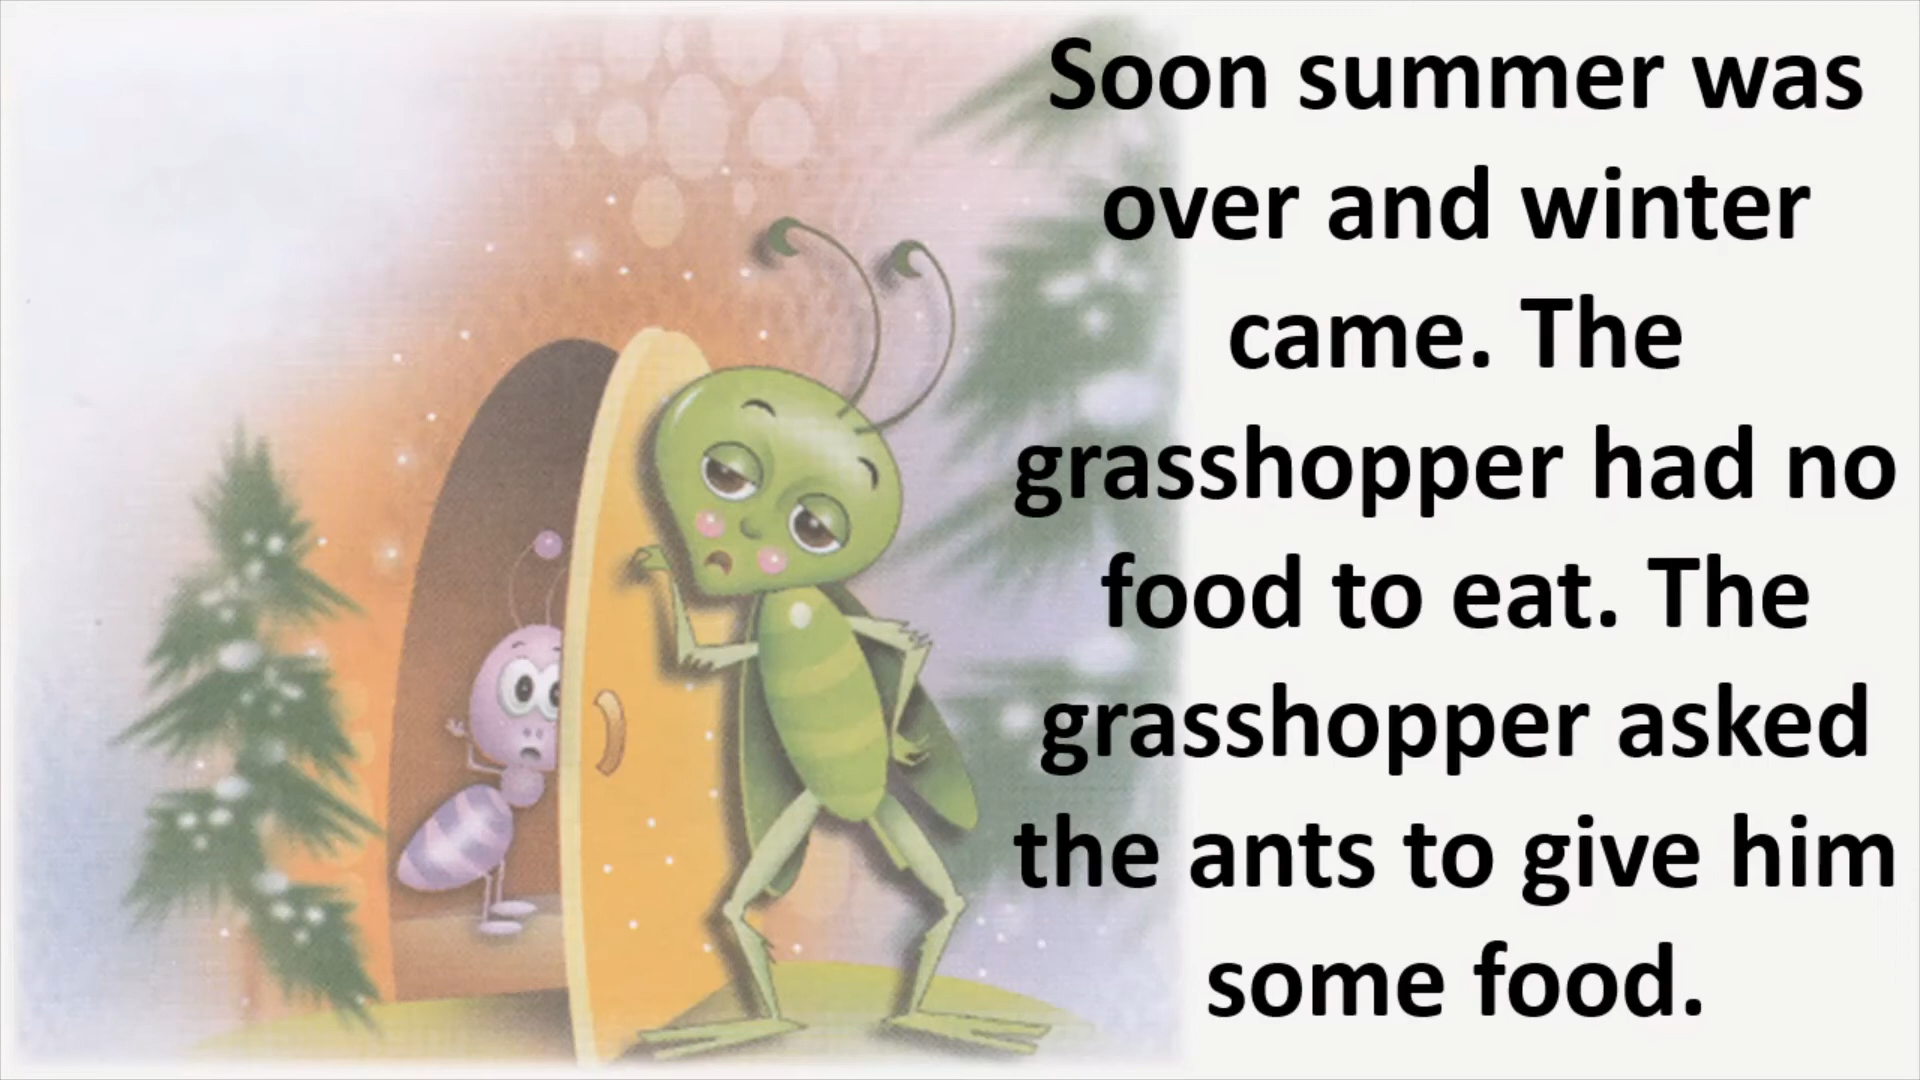 Soon summer was
over and winter
came. The
grasshopper had no
food to eat. The
grasshopper asked
the ants to give him
some food.